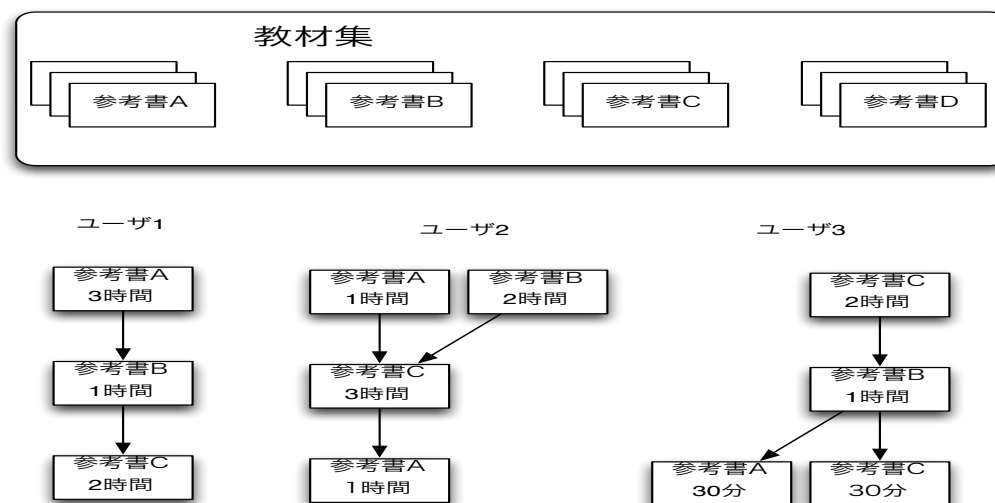 教材集
参考書A
参考書B
参考書C
参考書D
ユーザ1
参考書A
3時間
参考書B
1時間
参考書C
2時間
ユーザ2
参考書A
1時間
参考書B
2時間
参考書C
3時間
参考書A
1時間
ユーザ3
参考書C
2時間
参考書B
1時間
参考書A
30分
参考書C
30分